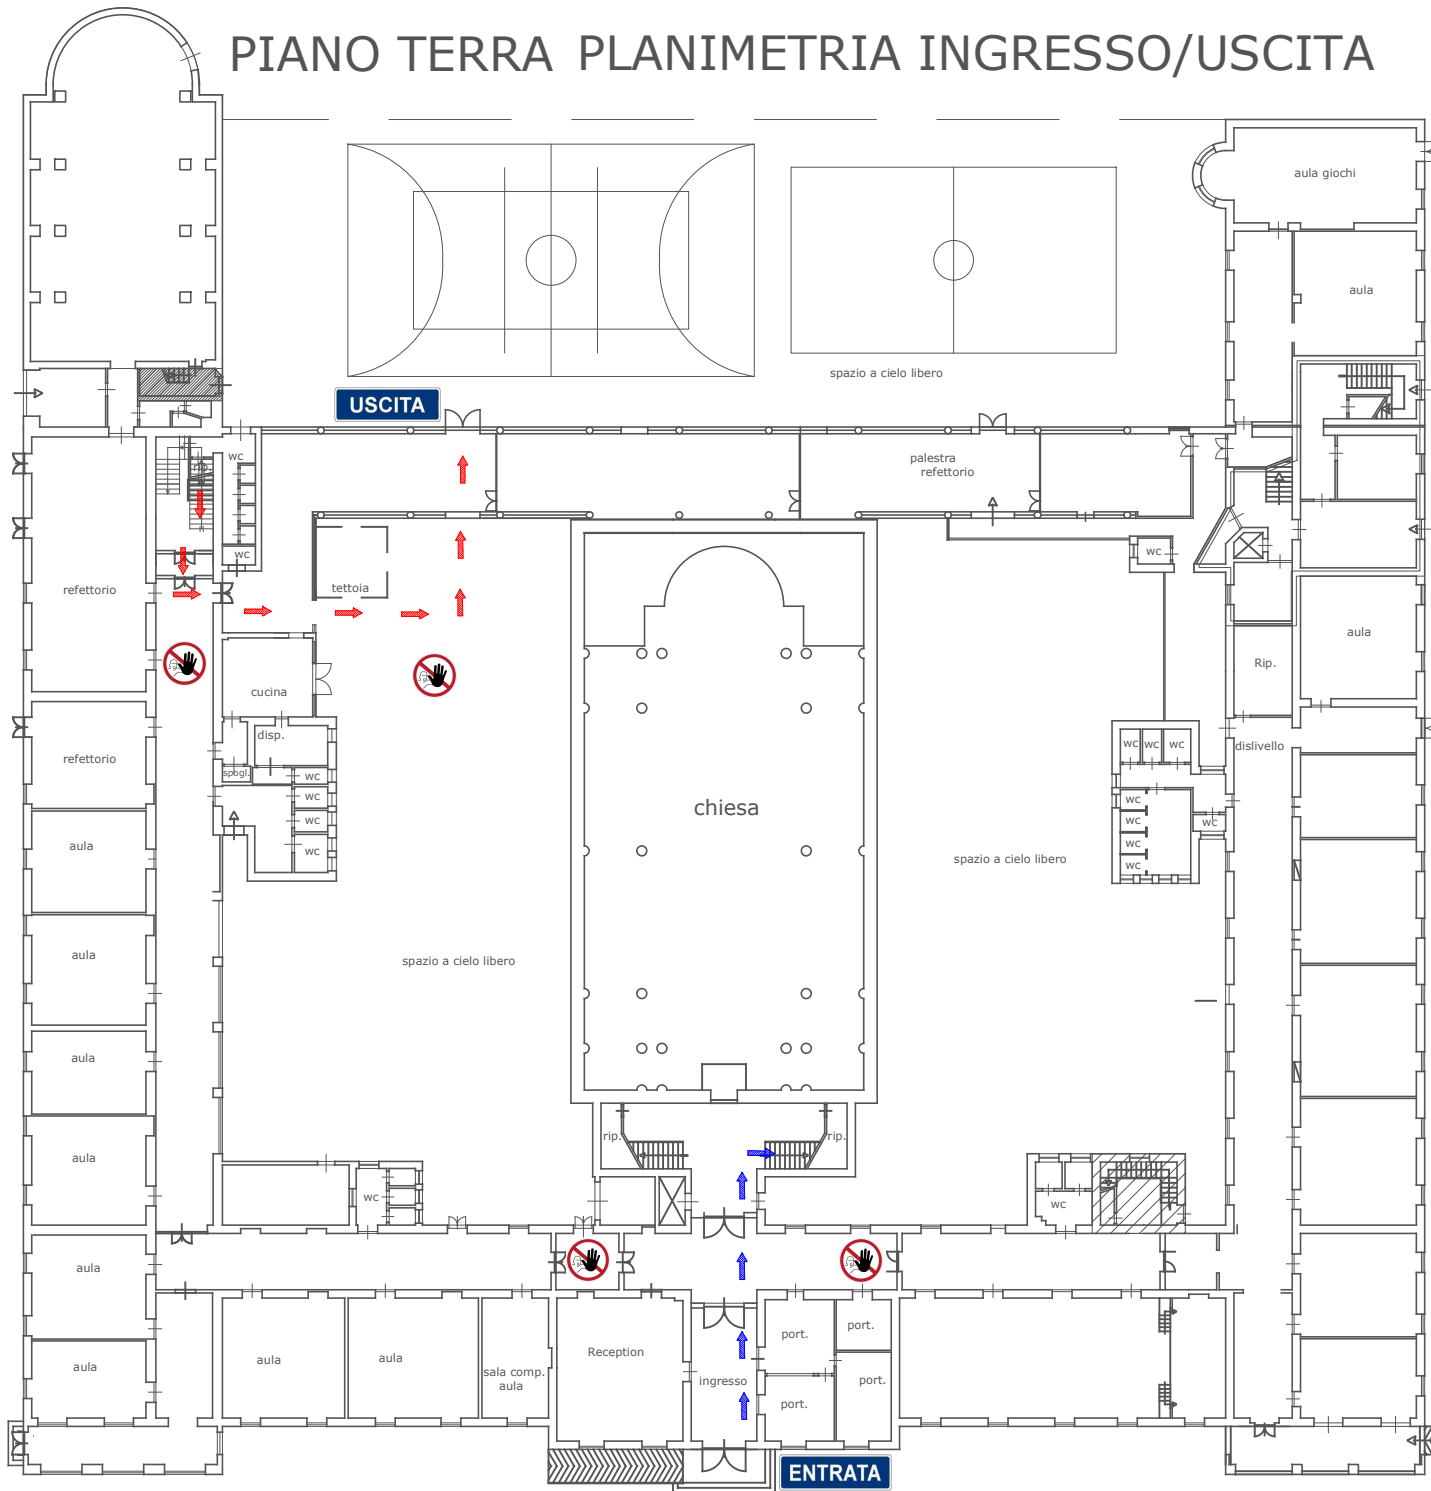 PIANO TERRA PLANIMETRIA INGRESSO/USCITA
aula giochi
aula
spazio a cielo libero
USCITA
wc
palestra
refettorio
wc
wc
refettorio
tettoia
aula
Rip.
cucina
disp.
wc
wc
wc
dislivello
refettorio
spogl.
wc
wc
wc
chiesa
wc
wc
wc
wc
wc
wc
aula
spazio a cielo libero
aula
spazio a cielo libero
aula
rip.
rip.
aula
wc
wc
aula
port.
port.
Reception
aula
aula
aula
sala comp.
aula
ingresso
port.
port.
ENTRATA